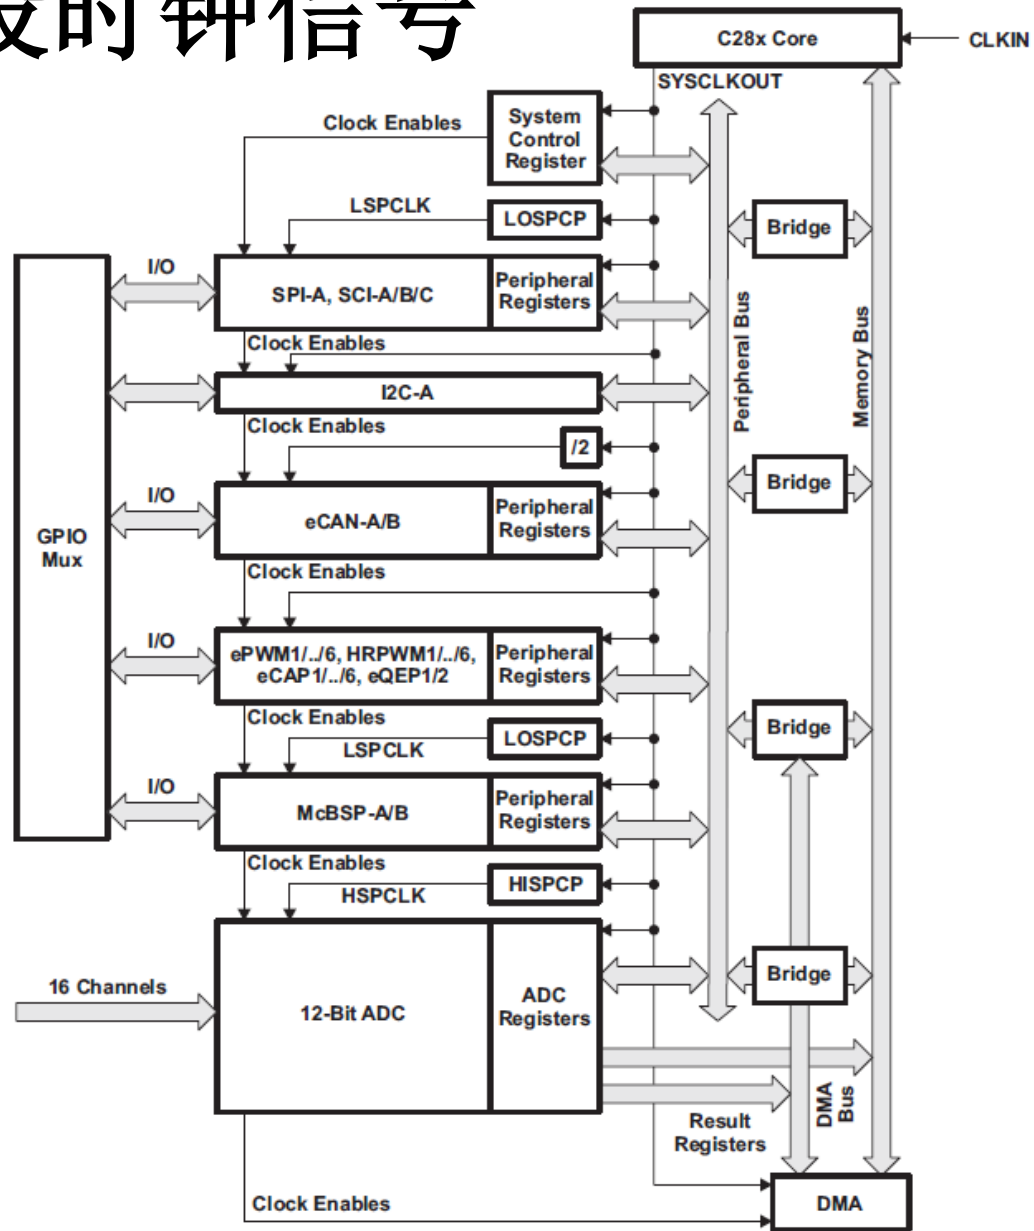 段时钟信号
C28x Core
CLKIN
SYSCLKOUT
Clock Enables
System
Control
Register
LSPCLK
LOSPCP
Bridge
I/O
SPI-A, SCI-A/B/C
Peripheral
Registers
Clock Enables
Peripheral Bus
Memory Bus
I2C-A
Clock Enables
/2
Bridge
I/O
eCAN-A/B
Peripheral
Registers
GPIO
Mux
Clock Enables
I/O
ePWM1/../6, HRPWM1/../6,
eCAP1/../6, eQEP1/2
Peripheral
Registers
Clock Enables
LSPCLK
LOSPCP
Bridge
I/O
McBSP-A/B
Peripheral
Registers
Clock Enables
HSPCLK
HISPCP
16 Channels
12-Bit ADC
ADC
Registers
Bridge
DMA
Bus
Result
Registers
Clock Enables
DMA